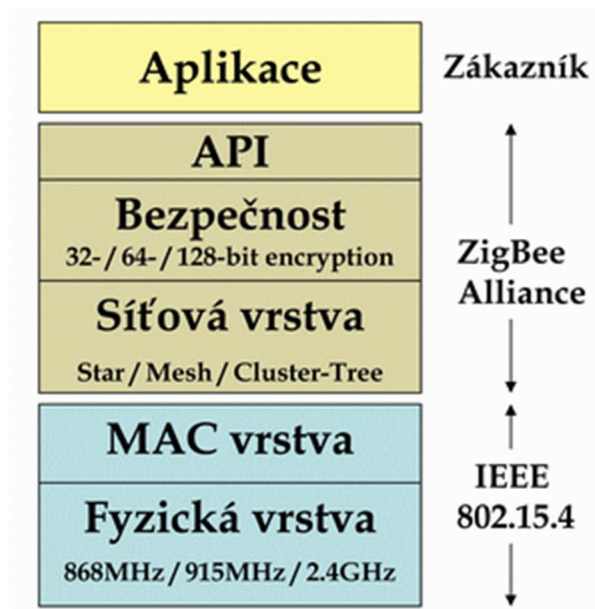 Aplikace
Zákazník
API
Bezpečnost
32- / 64- / 128-bit encryption
ZigBee
Alliance
Síťová vrstva
Star / Mesh / Cluster-Tree
MAC vrstva
IEEE
802.15.4
Fyzická vrstva
868MHz / 915MHz / 2.4GHz